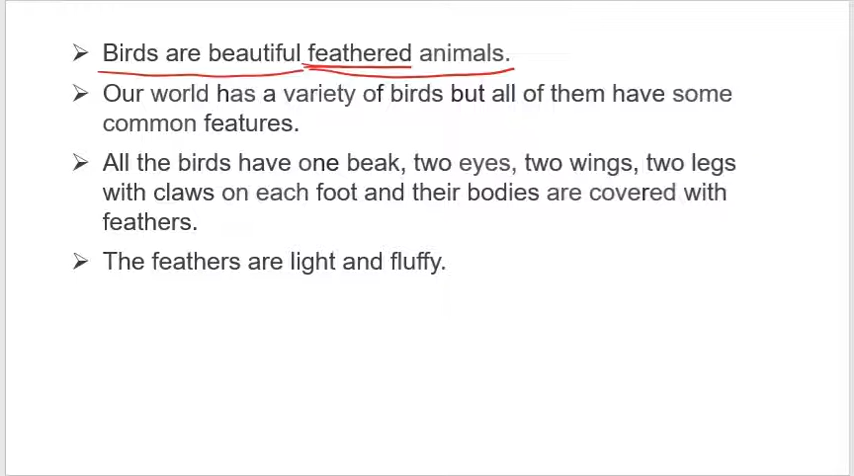 ➢ Birds are beautiful feathered animals.
➢ Our world has a variety of birds but all of them have some
common features.
➢ All the birds have one beak, two eyes, two wings, two legs
with claws on each foot and their bodies are covered with
feathers.
➢ The feathers are light and fluffy.